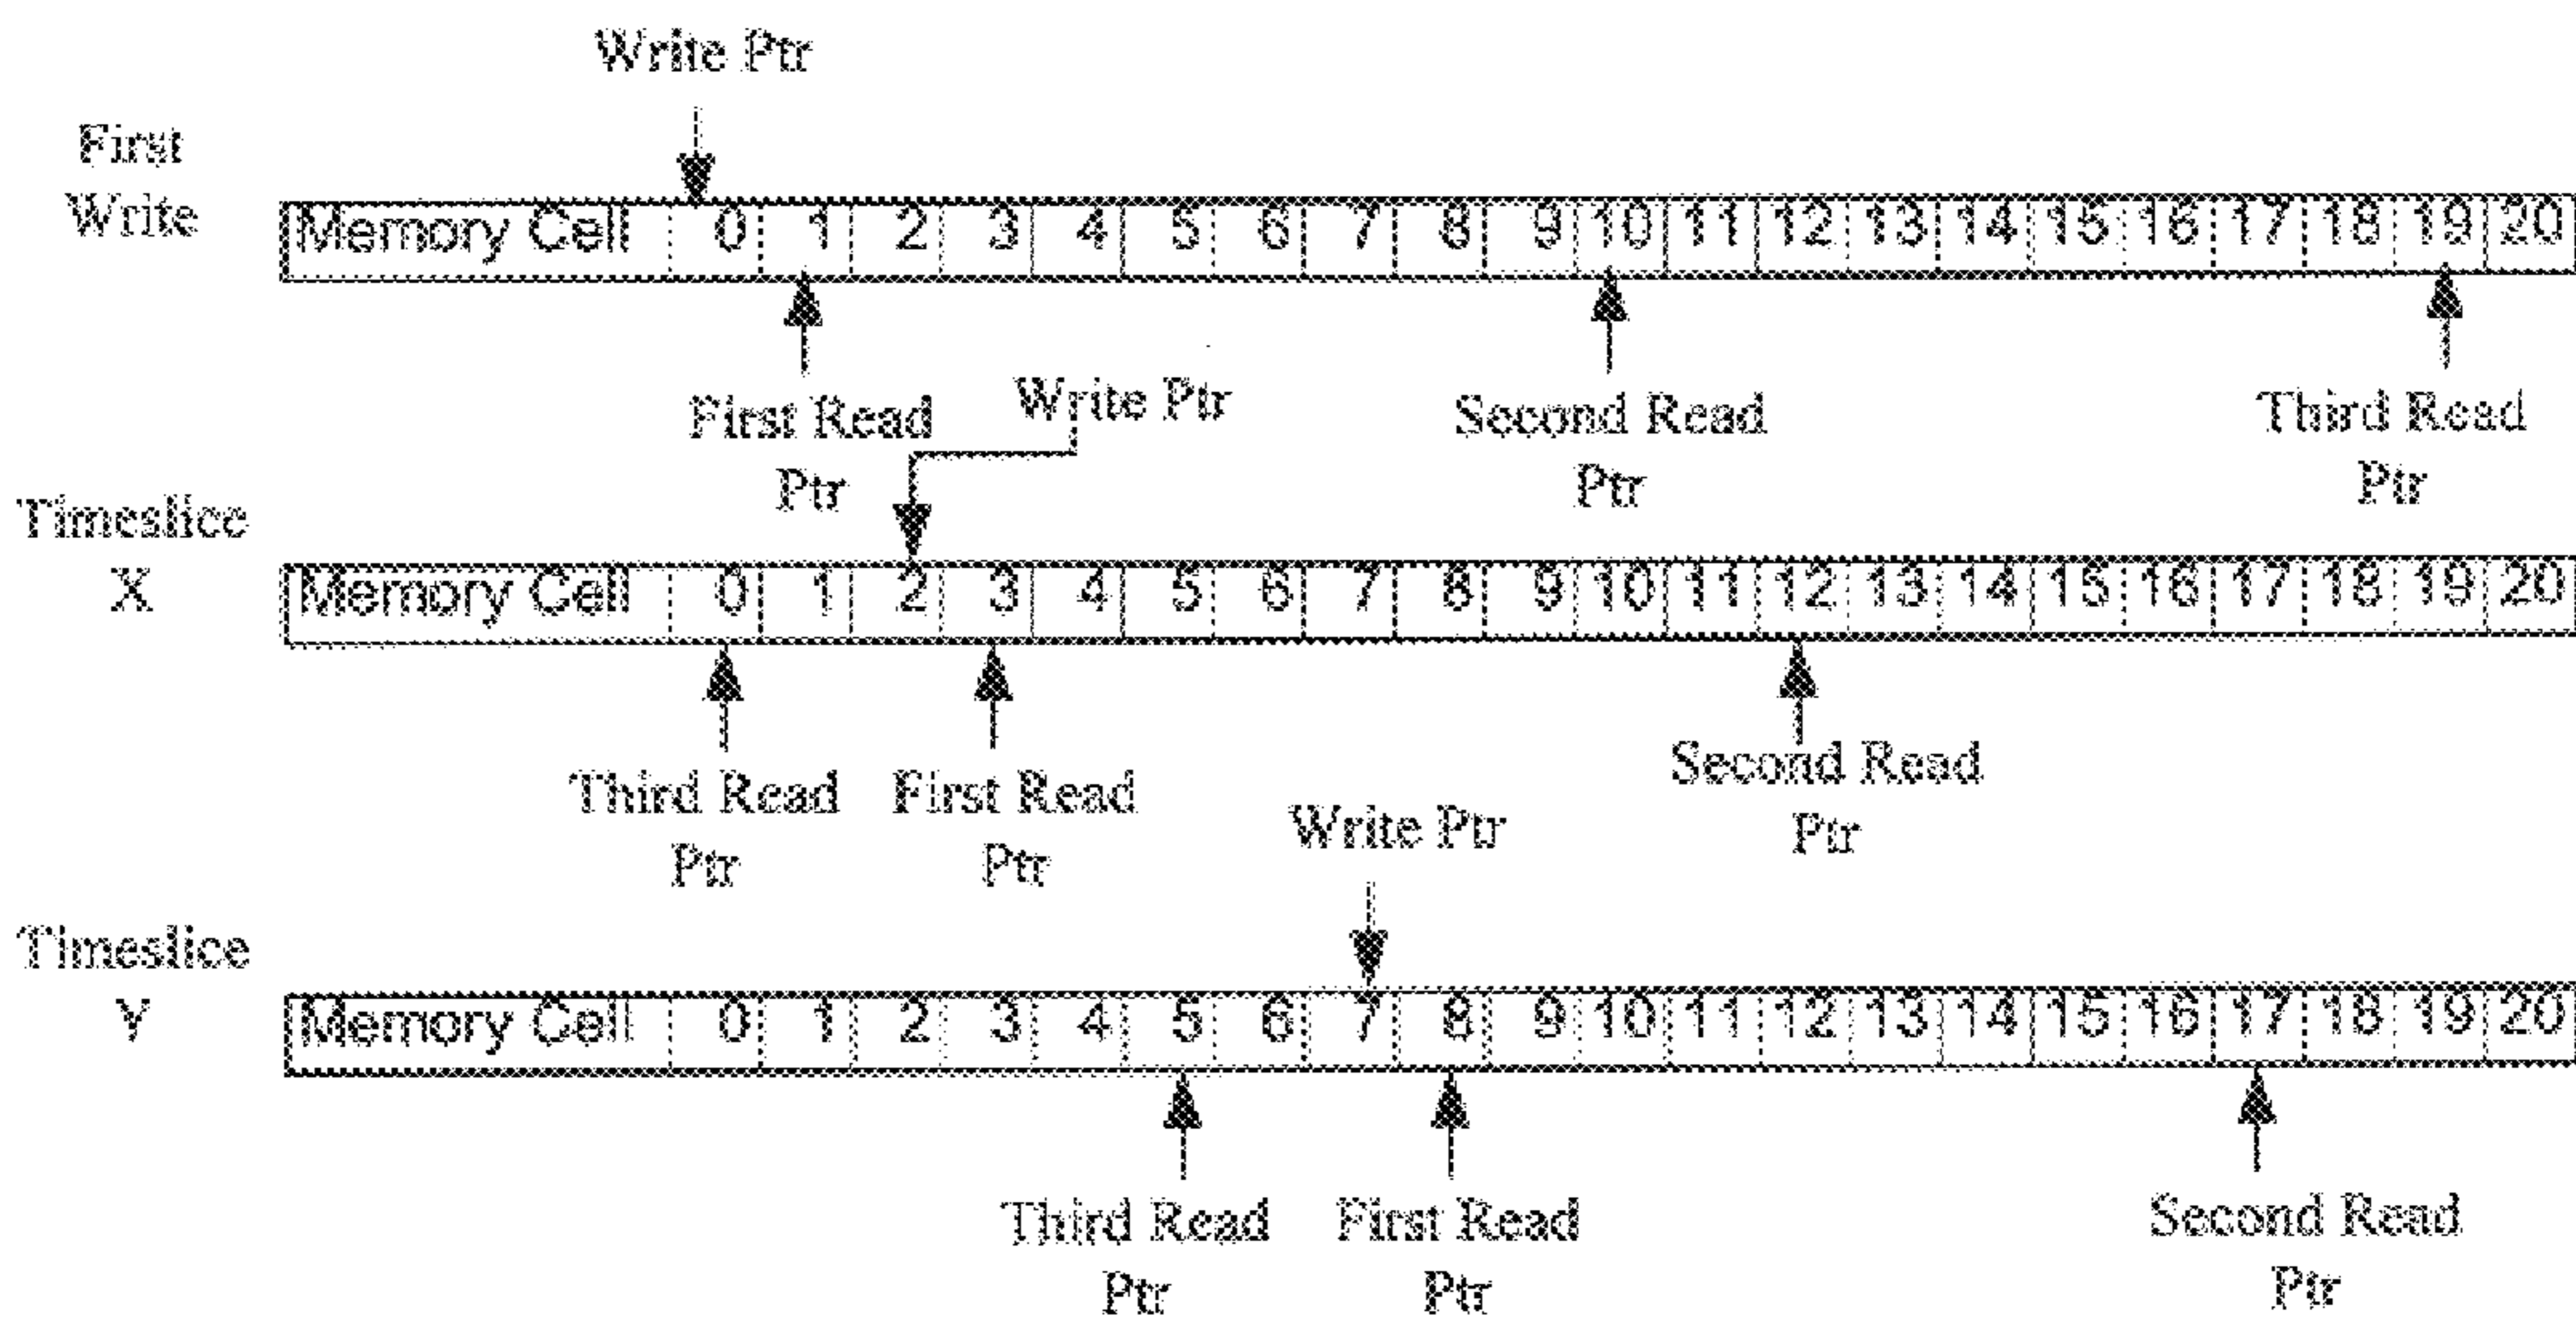 Write Ptr
First
Write
Memory Cell 0 1 2 3 4 5 6 7 8 9 10 11 12 13 14 15 16 17 18 19 20
First Read
Ptr
Write Ptr
Second Read
Ptr
Third Read
Ptr
Timeslice
X
Memory Cell 0 1 2 3 4 5 6 7 8 9 10 11 12 13 14 15 16 17 18 19 20
Third Read
Ptr
First Read
Ptr
Second Read
Ptr
Write Ptr
Timeslice
Y
Memory Cell 0 1 2 3 4 5 6 7 8 9 10 11 12 13 14 15 16 17 18 19 20
Third Read
Ptr
First Read
Ptr
Second Read
Ptr